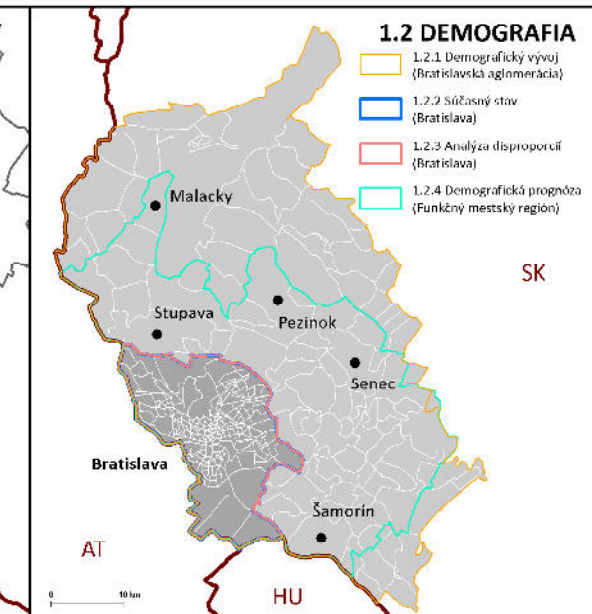 1.2 DEMOGRAFIA
1.2.1 Demografický vývoj
(Bratislavská aglomerácia)
1.2.2 Súčasný stav
(Bratislava)
1.2.3 Analýza disproporcií
(Bratislava)
1.2.4 Demografická prognóza
(Funkčný mestský región)
Malacky
SK
Stupava
Pezinok
Senec
Bratislava
Šamorín
AT
HU
0 10 km